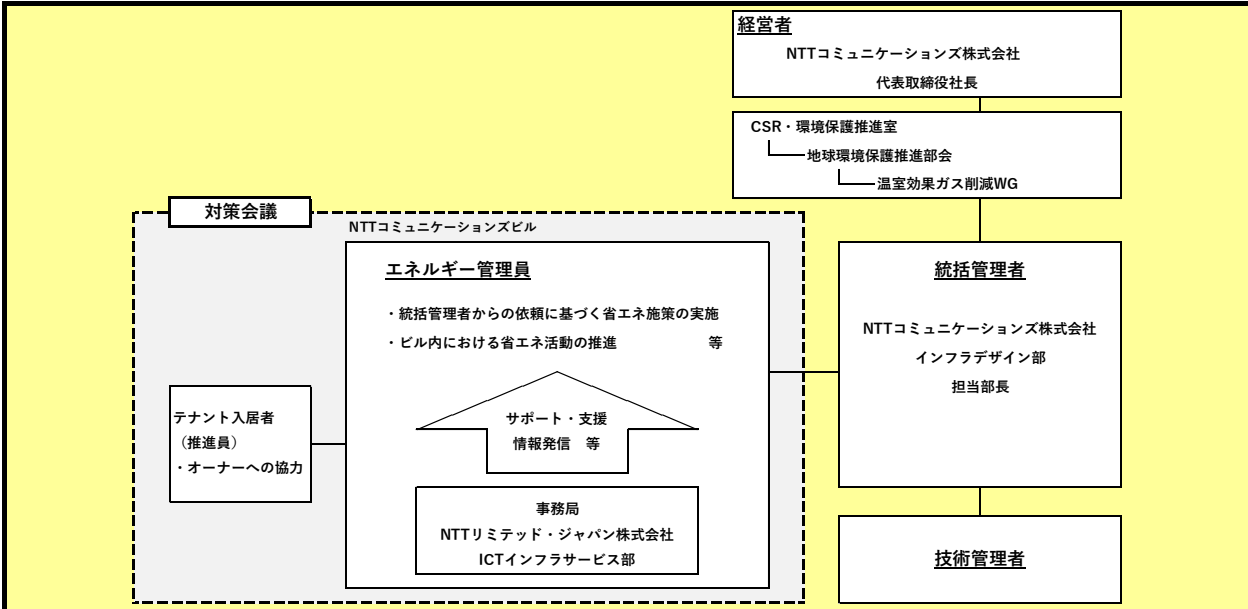 経営者
NTTコミュニケーションズ株式会社
代表取締役社長
CSR・環境保護推進室
地球環境保護推進部会
温室効果ガス削減WG
対策会議
NTTコミュニケーションズビル
エネルギー管理員
・統括管理者からの依頼に基づく省エネ施策の実施
・ビル内における省エネ活動の推進　　　　　　等
サポート・支援
情報発信　等
事務局
NTTリミテッド・ジャパン株式会社
ICTインフラサービス部
テナント入居者
（推進員）
・オーナーへの協力
統括管理者
NTTコミュニケーションズ株式会社
インフラデザイン部
担当部長
技術管理者